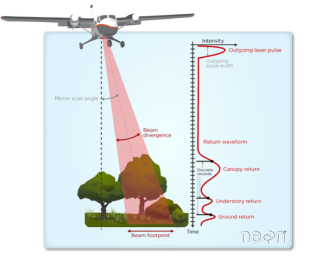 Intensity
Outgoing laser pulse
Outgoing
pulse width
Mirror scan angle
Beam
divergence
Return waveform
Canopy return
Discrete
records
Understory return
Ground return
Time
Beam footprint
neon